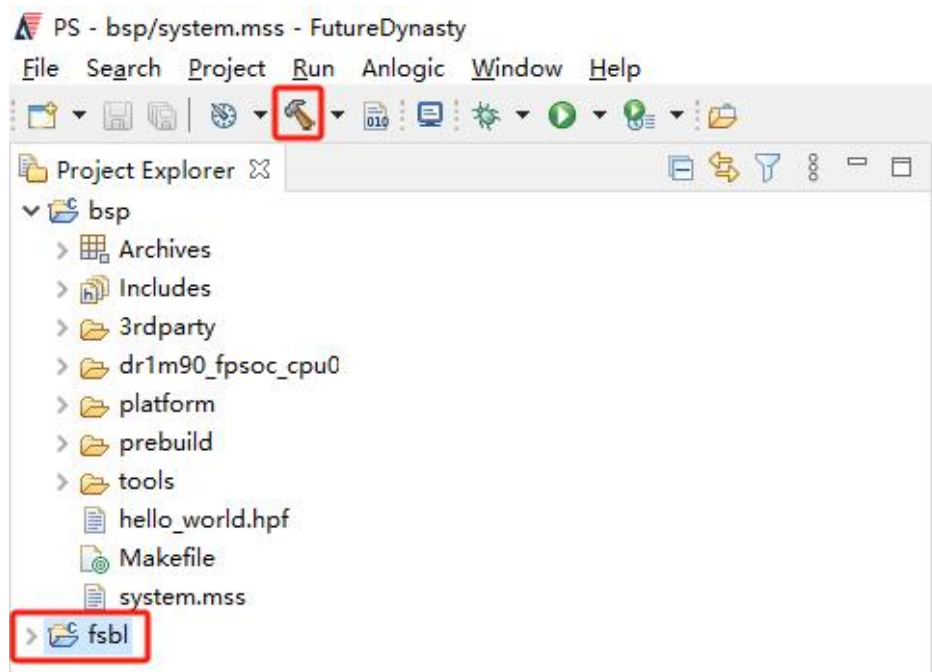 PS - bsp/system.mss - FutureDynasty
File Search Project Run Anlogic Window Help
010
Project Explorer
bsp
Archives
Includes
3rdparty
dr1m90_fpsoc_cpu0
platform
prebuild
tools
hello_world.hpf
Makefile
system.mss
fsbl